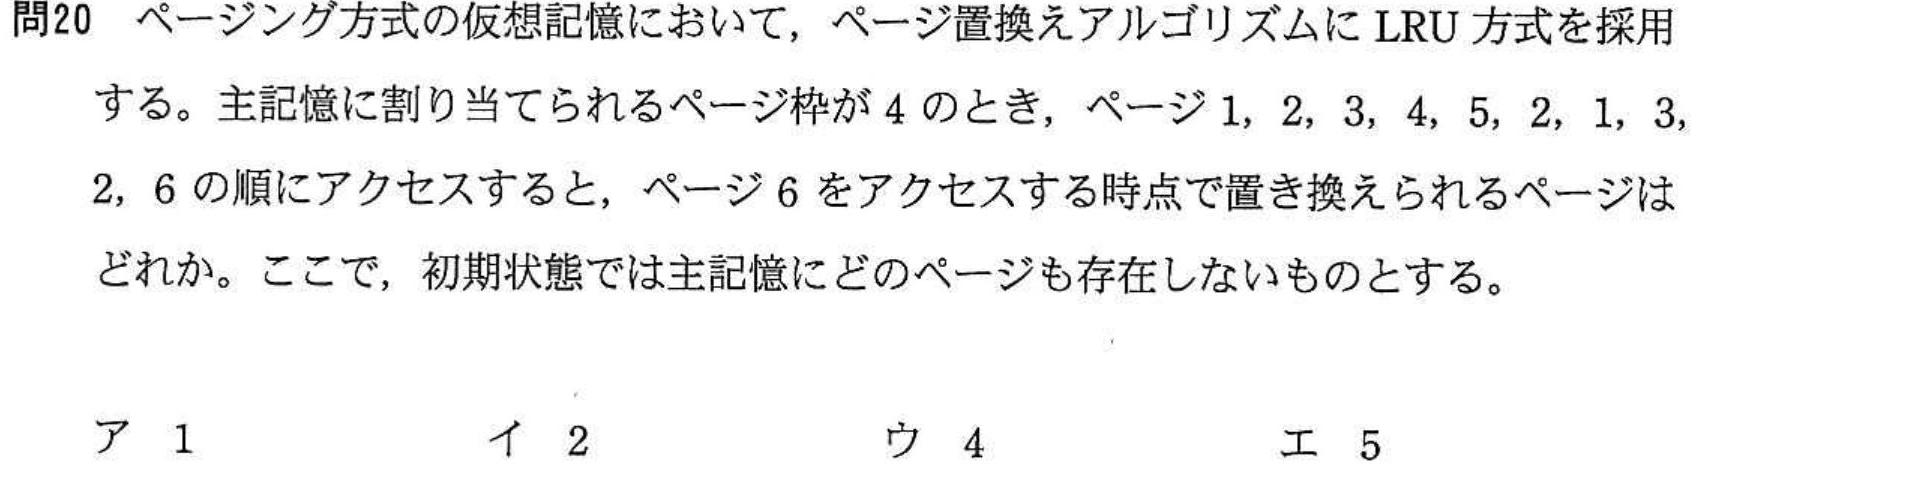 問20　ページング方式の仮想記憶において，ページ置換えアルゴリズムに LRU 方式を採用
する。主記憶に割り当てられるページ枠が 4 のとき，ページ 1，2，3，4，5，2，1，3，
2，6 の順にアクセスすると，ページ 6 をアクセスする時点で置き換えられるページは
どれか。ここで，初期状態では主記憶にどのページも存在しないものとする。
ア　1　　イ　2　　ウ　4　　エ　5